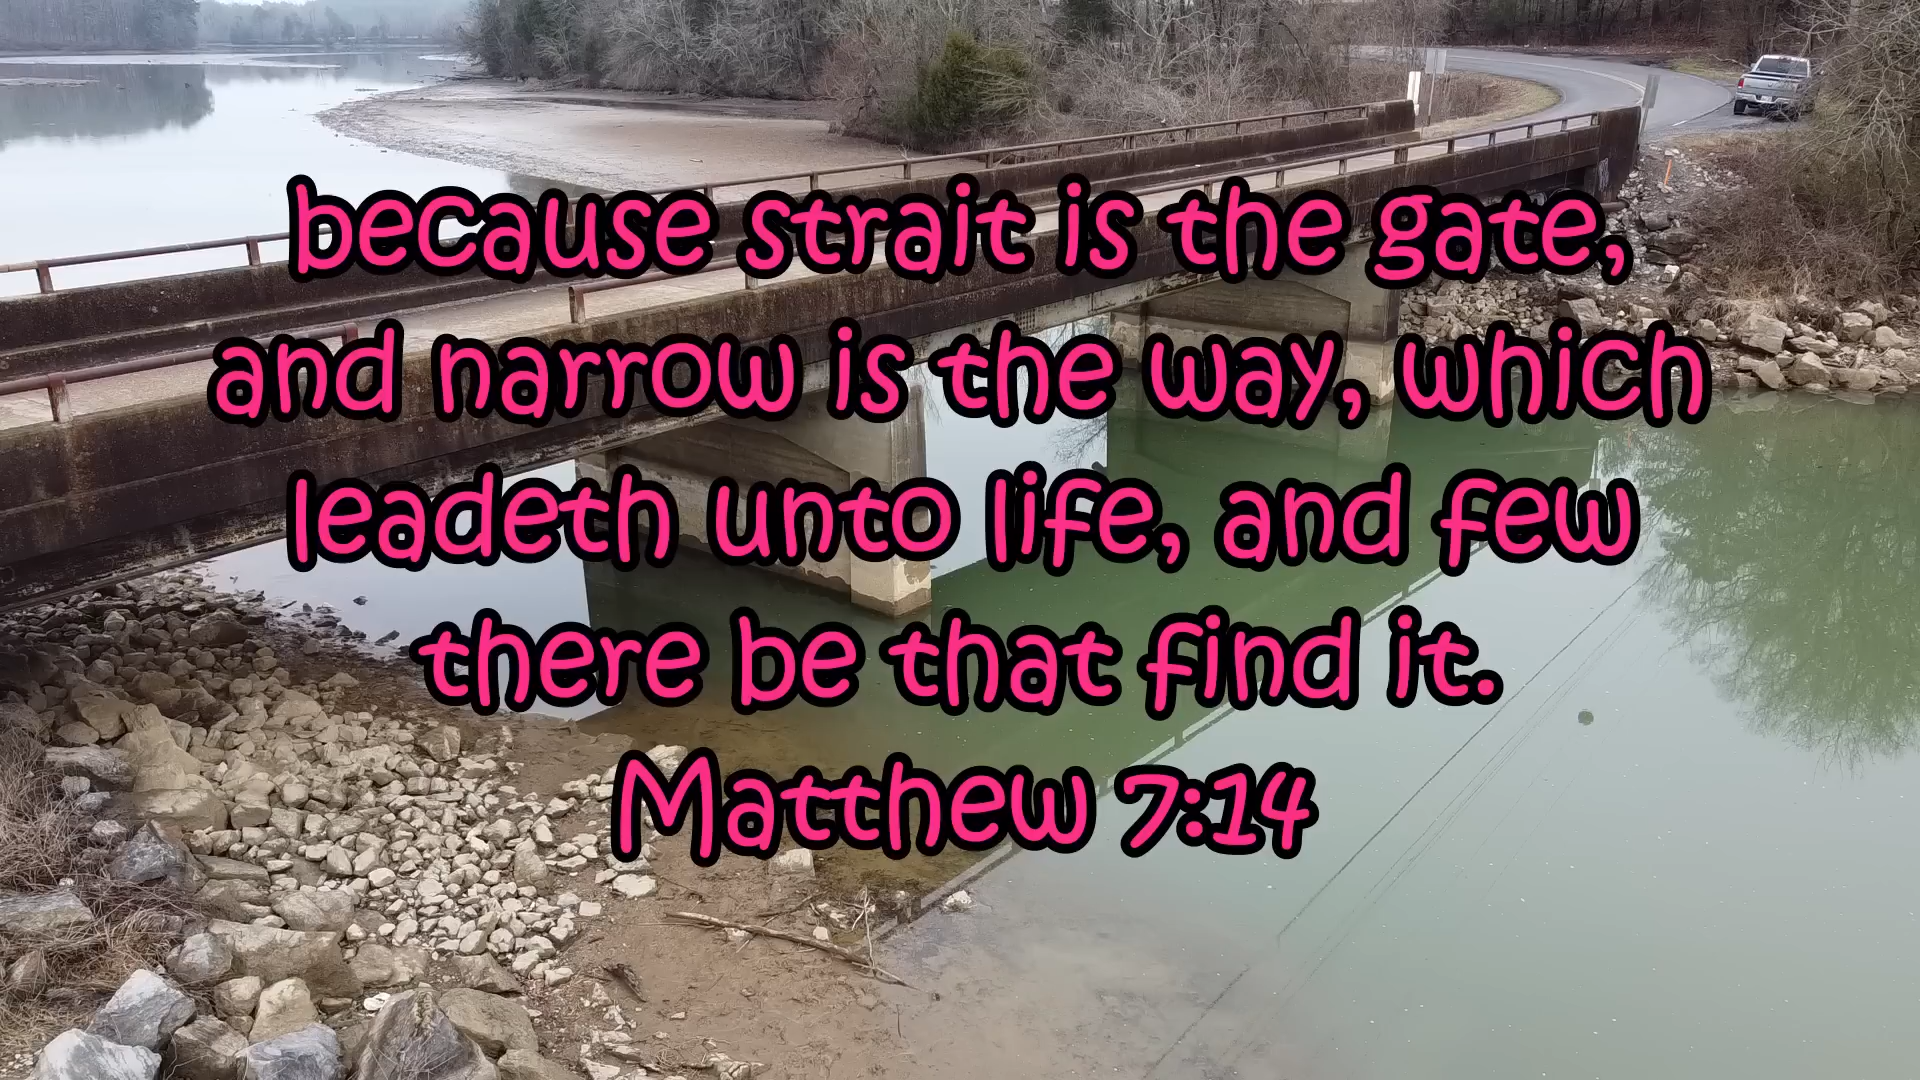 because strait is the gate,
and narrow is the way, which
leadeth unto life, and few
there be that find it.
Matthew 7:14